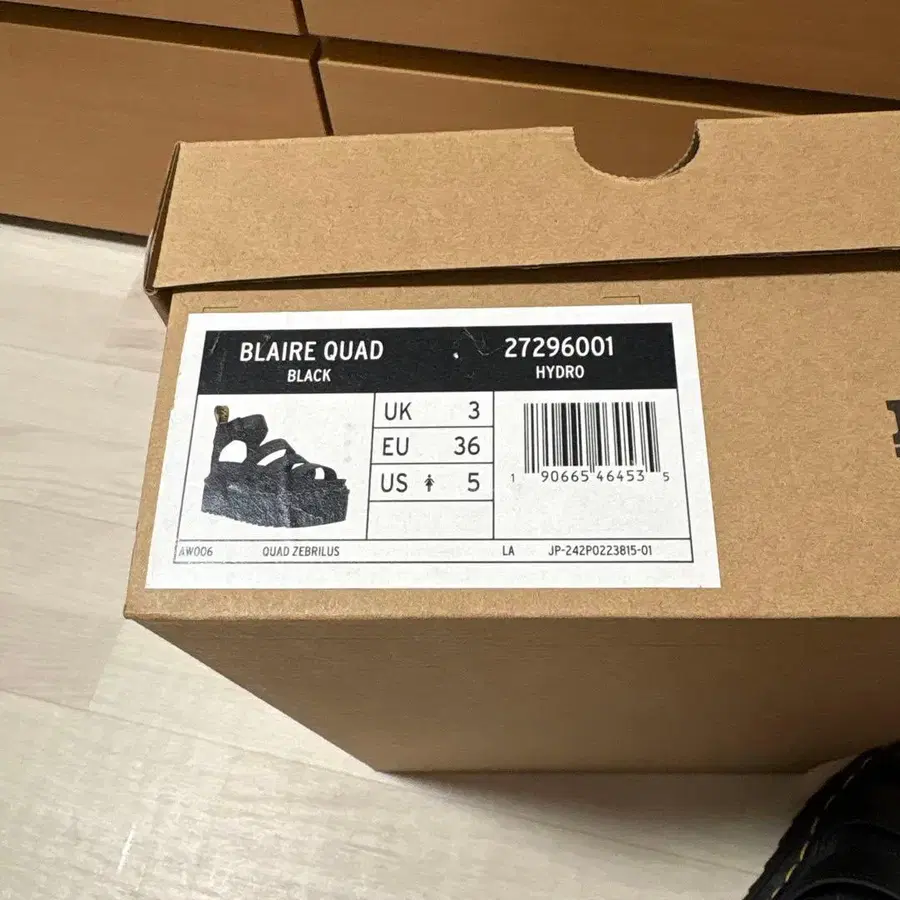 BLAIRE QUAD 27296001
BLACK HYDRO
UK 3
EU 36
US 5
1 90665 46453 5
AW006 QUAD ZEBRILUS LA JP-242P0223815-01